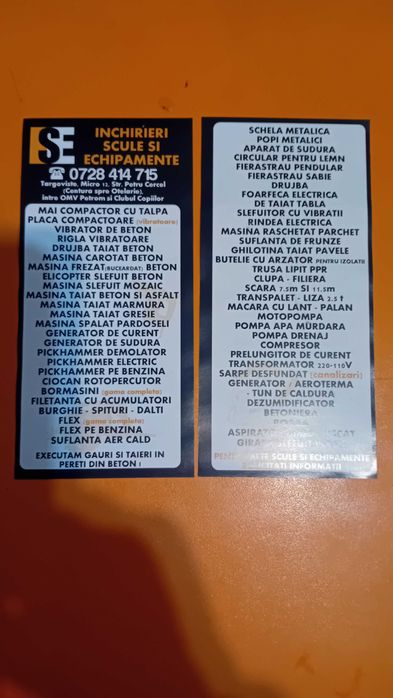 SE
INCHIRIERI
SCULE SI
ECHIPAMENTE
☎ 0728 414 715
Targoviste, Micro 12, Str. Petru Cercel
(Centura spre Otelarie),
intre OMV Petrom si Clubul Copiilor
MAI COMPACTOR CU TALPA
PLACA COMPACTOARE (vibratoare)
VIBRATOR DE BETON
RIGLA VIBRATOARE
DRUJBA TAIAT BETON
MASINA CAROTAT BETON
MASINA FREZAT(BUCEARDAT) BETON
ELICOPTER SLEFUIT BETON
MASINA SLEFUIT MOZAIC
MASINA TAIAT BETON SI ASFALT
MASINA TAIAT MARMURA
MASINA TAIAT GRESIE
MASINA SPALAT PARDOSELI
GENERATOR DE CURENT
GENERATOR DE SUDURA
PICKHAMMER DEMOLATOR
PICKHAMMER ELECTRIC
PICKHAMMER PE BENZINA
CIOCAN ROTOPERCUTOR
BORMASINI (gama completa)
FILETANTA CU ACUMULATORI
BURGHIE - SPITURI - DALTI
FLEX (gama completa)
FLEX PE BENZINA
SUFLANTA AER CALD
EXECUTAM GAURI SI TAIERI IN
PERETI DIN BETON !
SCHELA METALICA
POPI METALICI
APARAT DE SUDURA
CIRCULAR PENTRU LEMN
FIERASTRAU PENDULAR
FIERASTRAU SABIE
DRUJBA
FOARFECA ELECTRICA
DE TAIAT TABLA
SLEFUITOR CU VIBRATII
RINDEA ELECTRICA
MASINA RASCHETAT PARCHET
SUFLANTA DE FRUNZE
GHILOTINA TAIAT PAVELE
BUTELIE CU ARZATOR PENTRU IZOLATII
TRUSA LIPIT PPR
CLUPA - FILIERA
SCARA 7.5m SI 11.5m
TRANSPALET - LIZA 2.5 t
MACARA CU LANT - PALAN
MOTOPOMPA
POMPA APA MURDARA
POMPA DRENAJ
COMPRESOR
PRELUNGITOR DE CURENT
TRANSFORMATOR 220-110V
SARPE DESFUNDAT (canalizari)
GENERATOR / AEROTERMA
- TUN DE CALDURA
DEZUMIDIFICATOR
BETONIERA
PENTRU ALTE SCULE SI ECHIPAMENTE
SOLICITATI INFORMATII